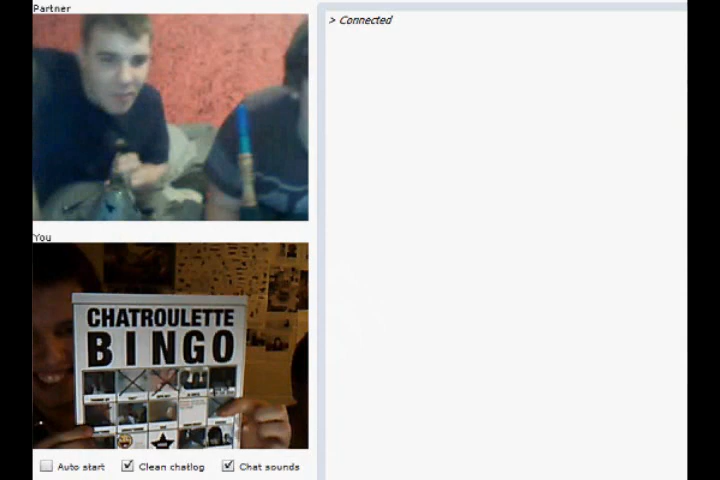 Partner
> Connected
You
CHATROULETTE
BINGO
Auto start
Clean chatlog
Chat sounds